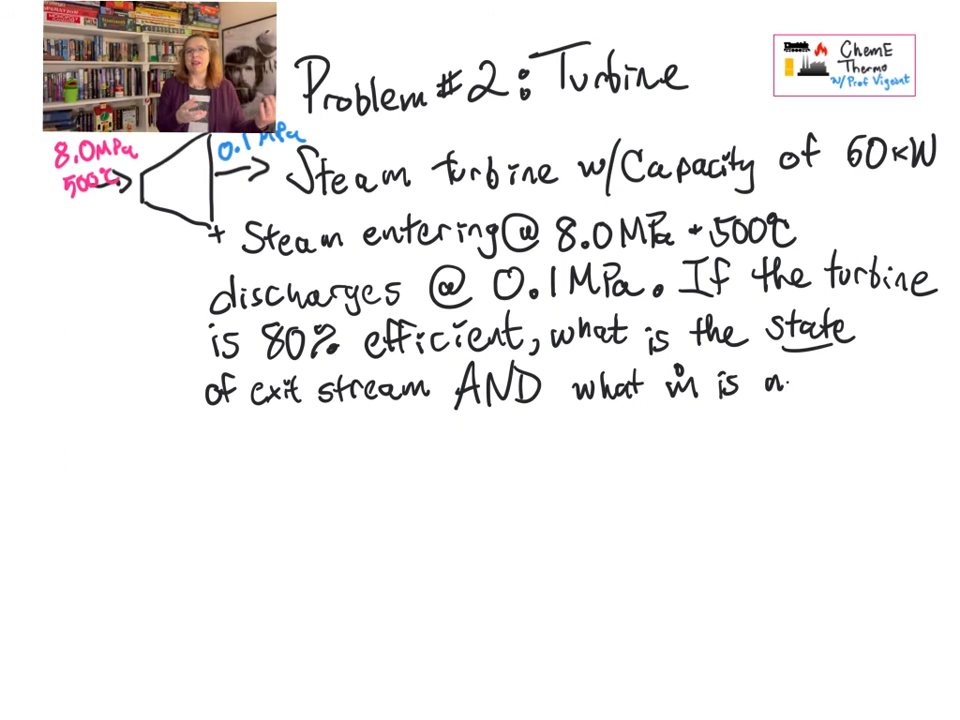 Problem #2: Turbine
ChemE
Thermo
w/ Prof Vigeant
8.0MPa
500℃
0.1MPa
Steam turbine w/Capacity of 60kW
+ Steam entering@ 8.0MPa + 500℃
discharges @ 0.1MPa. If the turbine
is 80% efficient, what is the state
of exit stream AND what ṁ is